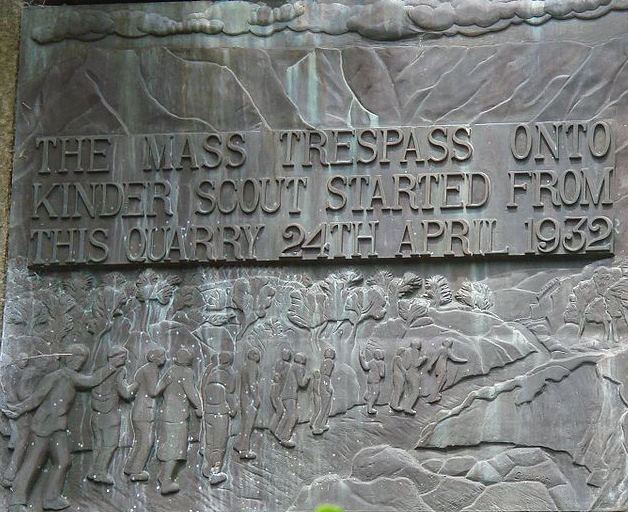 THE MASS TRESPASS ONTO
KINDER SCOUT STARTED FROM
THIS QUARRY 24TH APRIL 1932